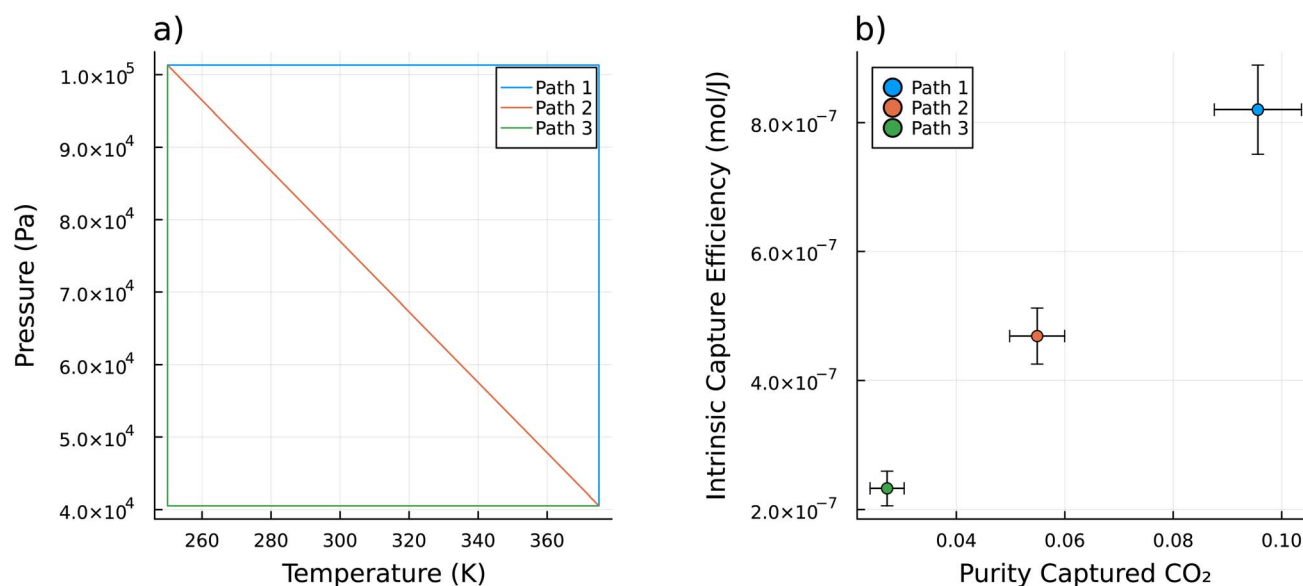 a)
Pressure (Pa)
1.0×10⁵
9.0×10⁴
8.0×10⁴
7.0×10⁴
6.0×10⁴
5.0×10⁴
4.0×10⁴
Path 1
Path 2
Path 3
260 280 300 320 340 360
Temperature (K)
b)
Intrinsic Capture Efficiency (mol/J)
8.0×10⁻⁷
6.0×10⁻⁷
4.0×10⁻⁷
2.0×10⁻⁷
Path 1
Path 2
Path 3
0.04 0.06 0.08 0.10
Purity Captured CO₂